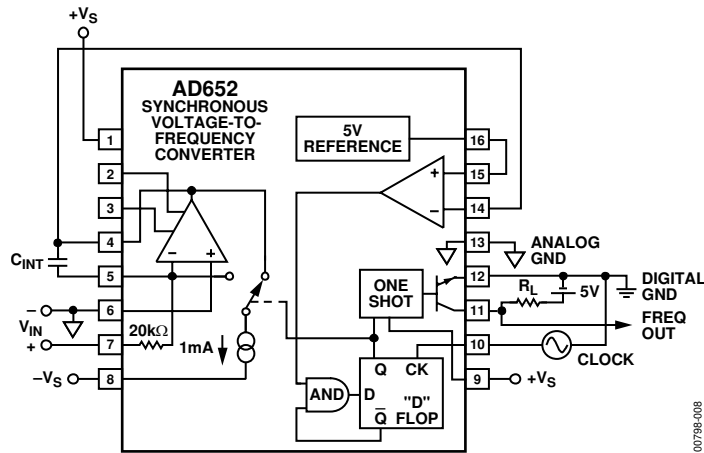 +VS
AD652
SYNCHRONOUS
VOLTAGE-TO-
FREQUENCY
CONVERTER
5V
REFERENCE
1
2
3
4
5
6
7
8
16
15
14
13
12
11
10
9
+
–
–
+
CINT
–
VIN
+
–VS
20kΩ
1mA
ONE
SHOT
AND
D
Q
CK
"D"
FLOP
Q̅
ANALOG
GND
RL
5V
DIGITAL
GND
FREQ
OUT
CLOCK
+VS
00798-008